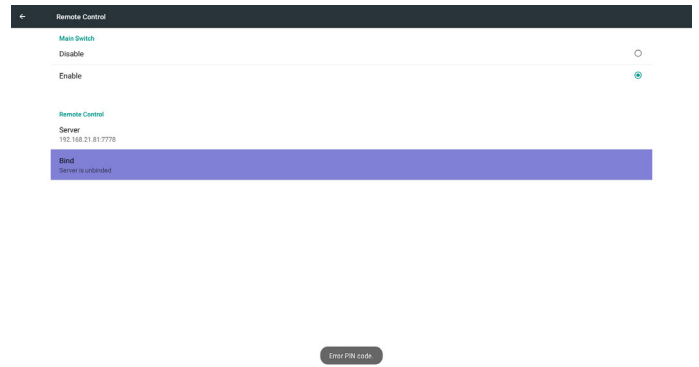 Remote Control
Main Switch
Disable
Enable
Remote Control
Server
192.168.21.81:7778
Bind
Server is unbinded
Error PIN code.